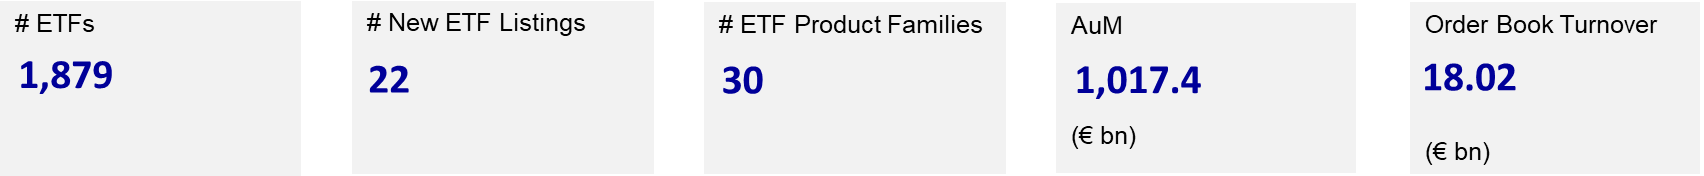 # ETFs
1,879
# New ETF Listings
22
# ETF Product Families
30
AuM
1,017.4
(€ bn)
Order Book Turnover
18.02
(€ bn)